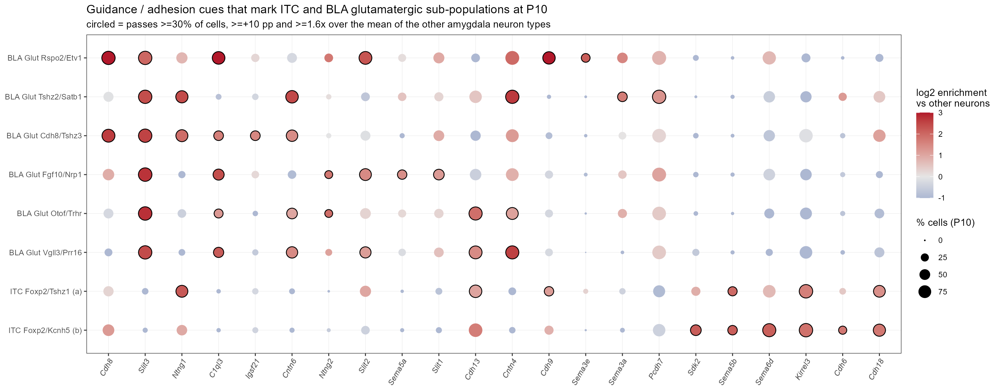 Guidance / adhesion cues that mark ITC and BLA glutamatergic sub-populations at P10
circled = passes >=30% of cells, >=+10 pp and >=1.6x over the mean of the other amygdala neuron types
BLA Glut Rspo2/Etv1
BLA Glut Tshz2/Satb1
BLA Glut Cdh8/Tshz3
BLA Glut Fgf10/Nrp1
BLA Glut Otof/Trhr
BLA Glut Vgll3/Prr16
ITC Foxp2/Tshz1 (a)
ITC Foxp2/Kcnh5 (b)
Cdh8
Slit3
Ntng1
C1ql3
Igsf21
Cntn6
Ntng2
Slit2
Sema5a
Slit1
Cdh13
Cntn4
Cdh9
Sema3e
Sema3a
Pcdh7
Sdk2
Sema5b
Sema6d
Kirrel3
Cdh6
Cdh18
log2 enrichment
vs other neurons
3
2
1
0
-1
% cells (P10)
0
25
50
75